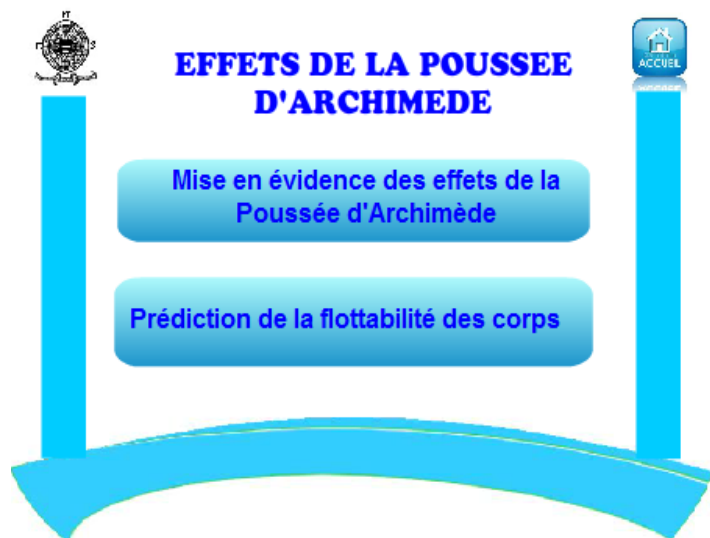 EFFETS DE LA POUSSEE
D'ARCHIMEDE
ACCUEIL
Mise en évidence des effets de la
Poussée d'Archimède
Prédiction de la flottabilité des corps